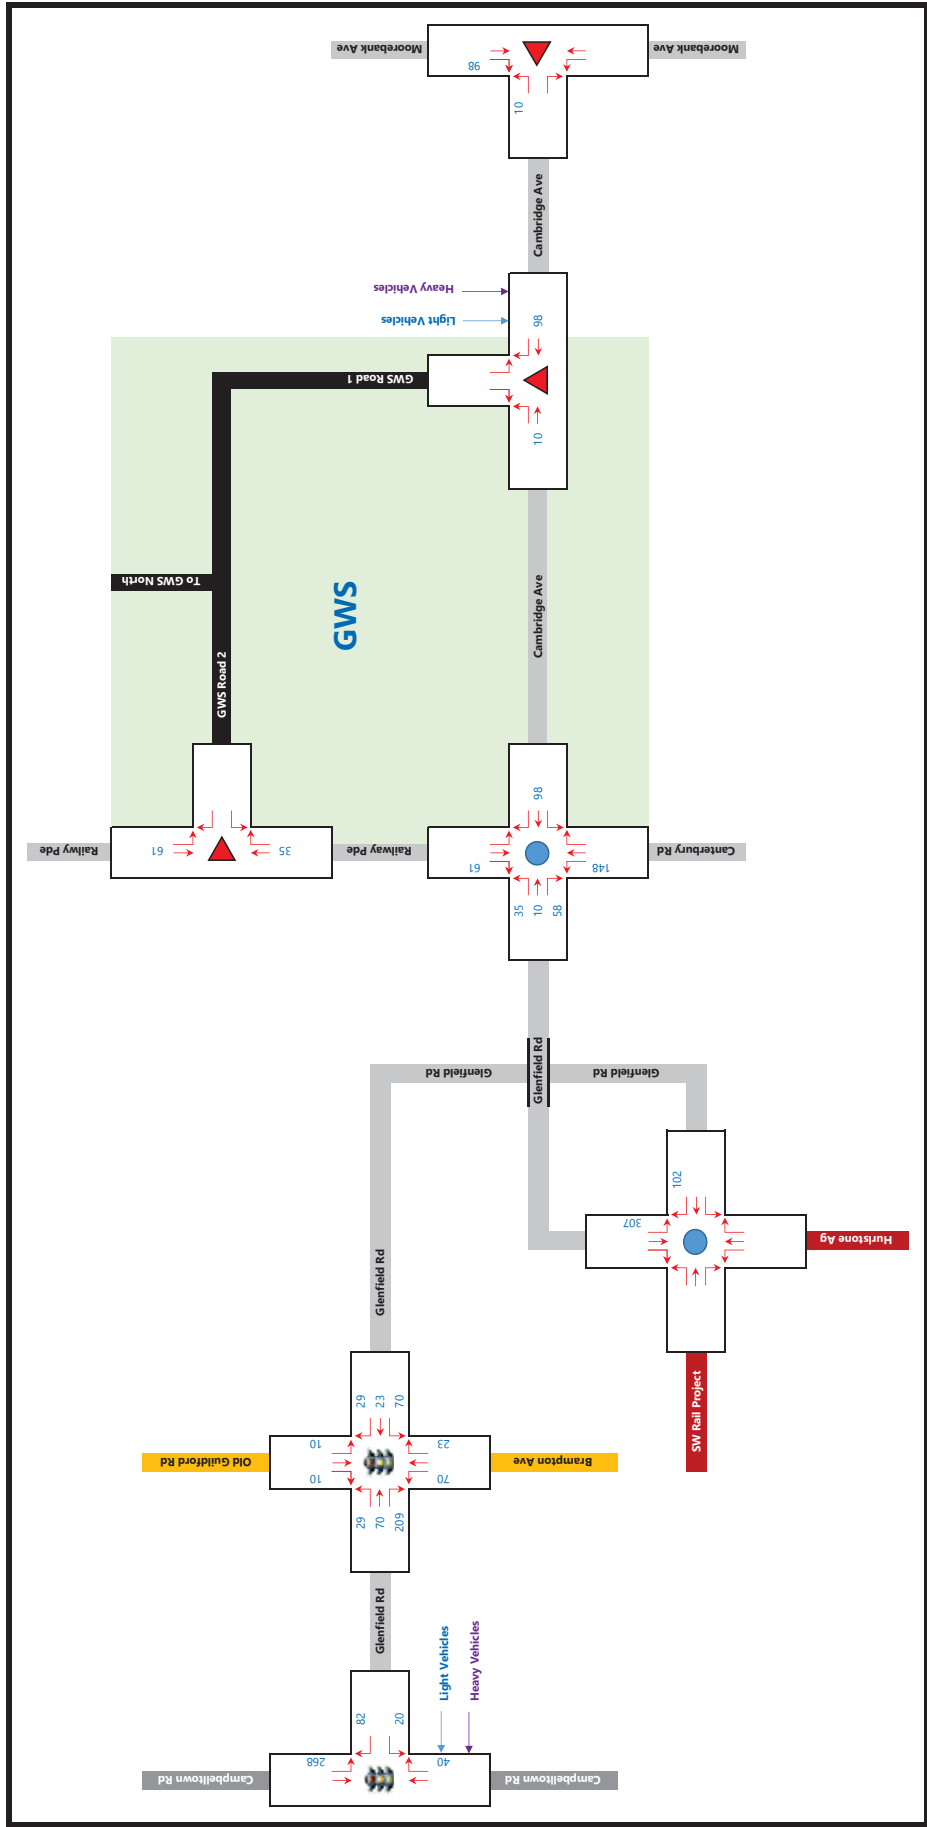 Moorebank Ave
Moorebank Ave
98
10
Cambridge Ave
Heavy Vehicles
Light Vehicles
98
GWS Road 1
10
To GWS North
GWS
Cambridge Ave
GWS Road 2
98
Railwy Pde
61
35
Railway Pde
61
148
Canterbury Rd
35
10
58
Glenfield Rd
Glenfield Rd
Glenfield Rd
102
307
Hurlstone Ag
Glenfield Rd
SW Rail Project
29
23
70
10
23
Old Guildford Rd
Brampton Ave
10
70
29
70
209
Glenfield Rd
Light Vehicles
Heavy Vehicles
82
20
268
40
Campbelltown Rd
Campbelltown Rd